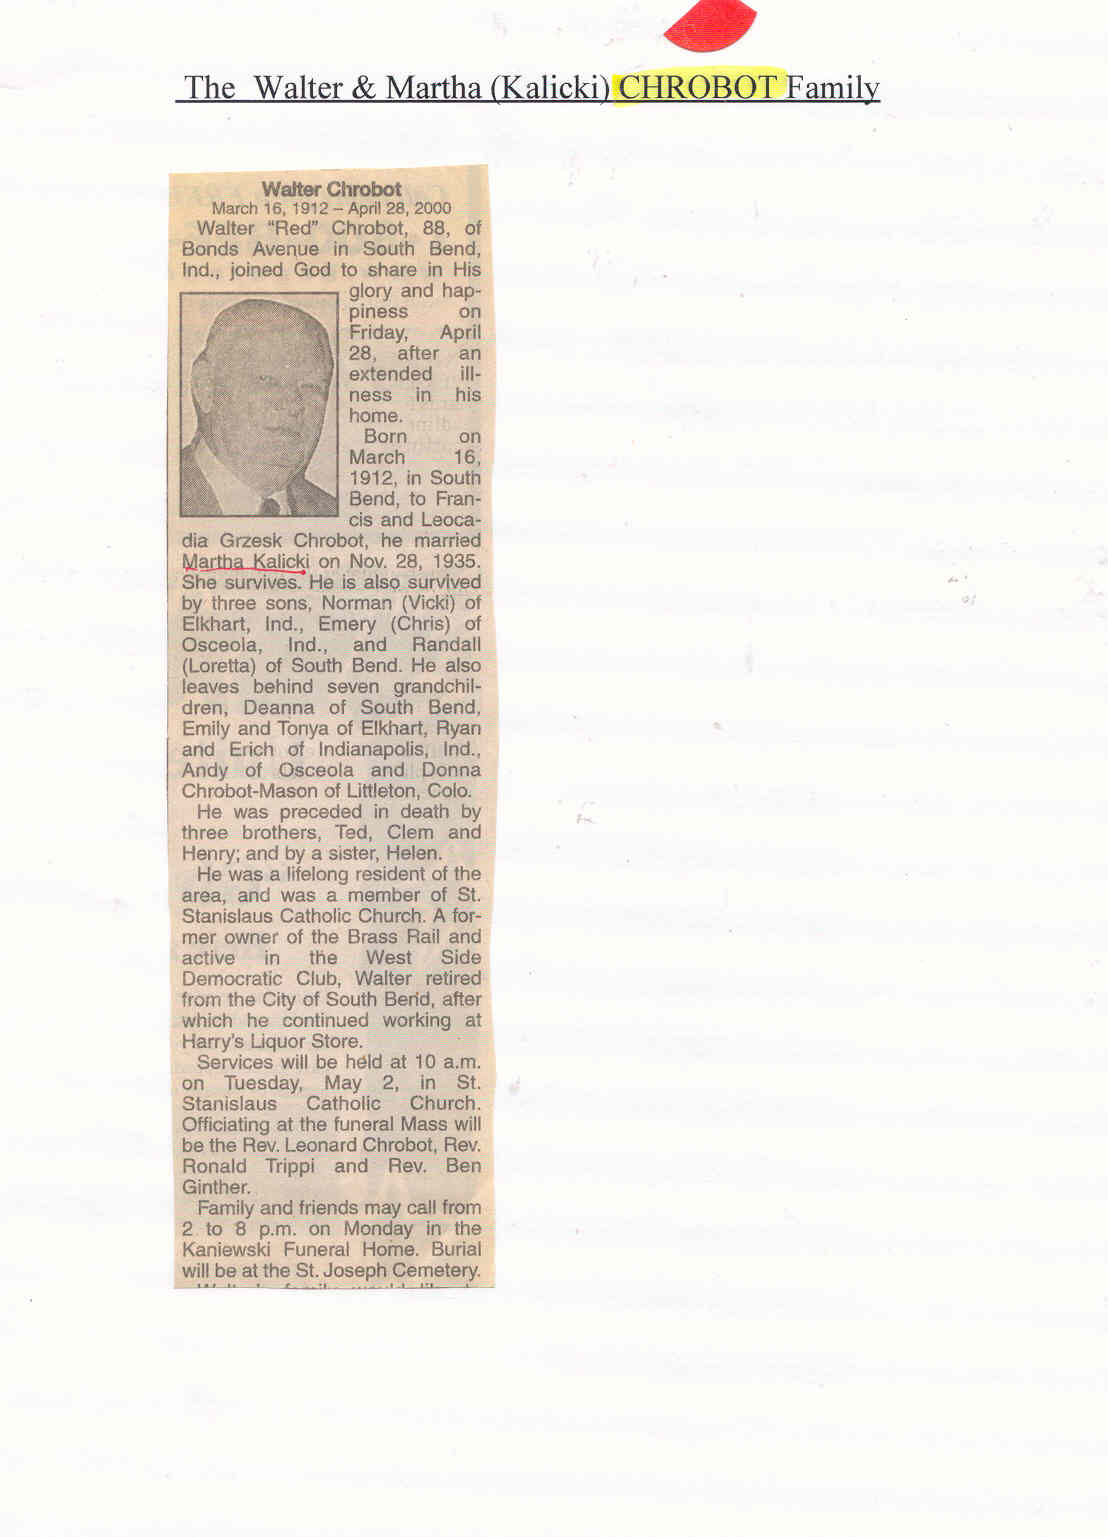 The Walter & Martha (Kalicki) CHROBOT Family
Walter Chrobot
March 16, 1912 – April 28, 2000
Walter “Red” Chrobot, 88, of
Bonds Avenue in South Bend,
Ind., joined God to share in His
glory and hap-
piness on
Friday, April
28, after an
extended ill-
ness in his
home.
Born on
March 16,
1912, in South
Bend, to Fran-
cis and Leoca-
dia Grzesk Chrobot, he married
Martha Kalicki on Nov. 28, 1935.
She survives. He is also survived
by three sons, Norman (Vicki) of
Elkhart, Ind., Emery (Chris) of
Osceola, Ind., and Randall
(Loretta) of South Bend. He also
leaves behind seven grandchil-
dren, Deanna of South Bend,
Emily and Tonya of Elkhart, Ryan
and Erich of Indianapolis, Ind.,
Andy of Osceola and Donna
Chrobot-Mason of Littleton, Colo.
He was preceded in death by
three brothers, Ted, Clem and
Henry; and by a sister, Helen.
He was a lifelong resident of the
area, and was a member of St.
Stanislaus Catholic Church. A for-
mer owner of the Brass Rail and
active in the West Side
Democratic Club, Walter retired
from the City of South Bend, after
which he continued working at
Harry's Liquor Store.
Services will be held at 10 a.m.
on Tuesday, May 2, in St.
Stanislaus Catholic Church.
Officiating at the funeral Mass will
be the Rev. Leonard Chrobot, Rev.
Ronald Trippi and Rev. Ben
Ginther.
Family and friends may call from
2 to 8 p.m. on Monday in the
Kaniewski Funeral Home. Burial
will be at the St. Joseph Cemetery.